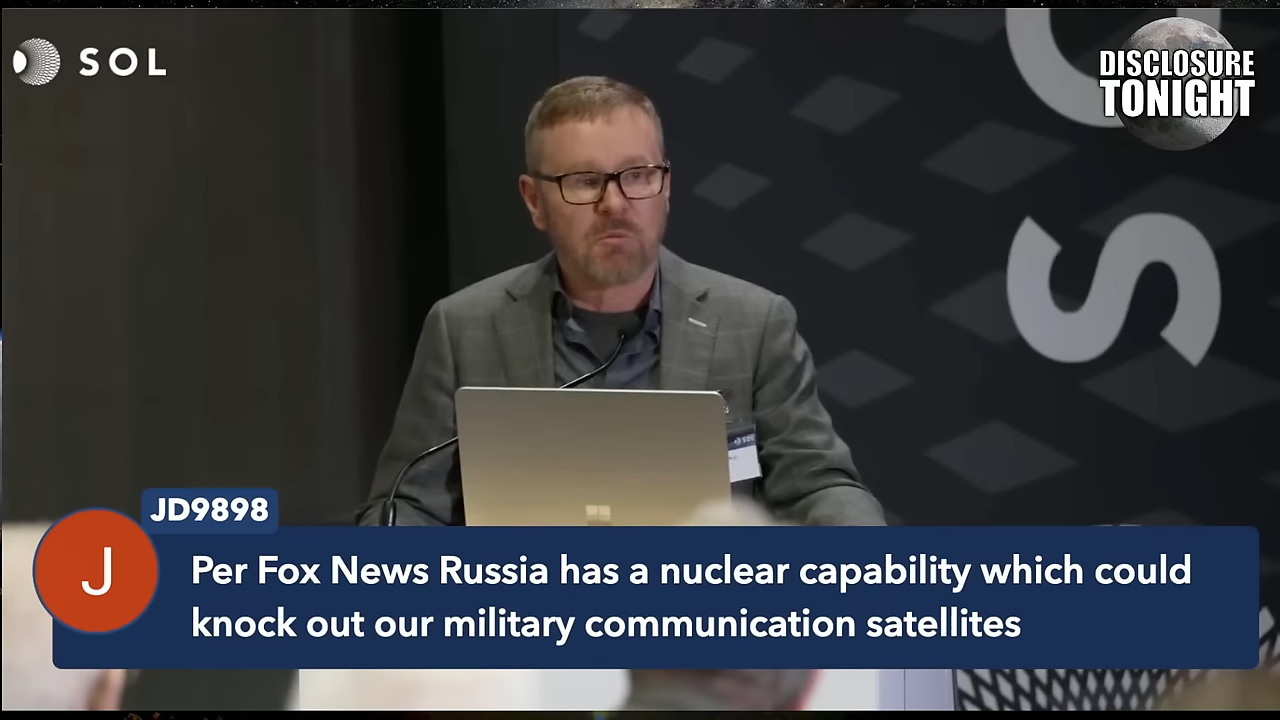 SOL
DISCLOSURE
TONIGHT
S
SOL
JD9898
J
Per Fox News Russia has a nuclear capability which could
knock out our military communication satellites